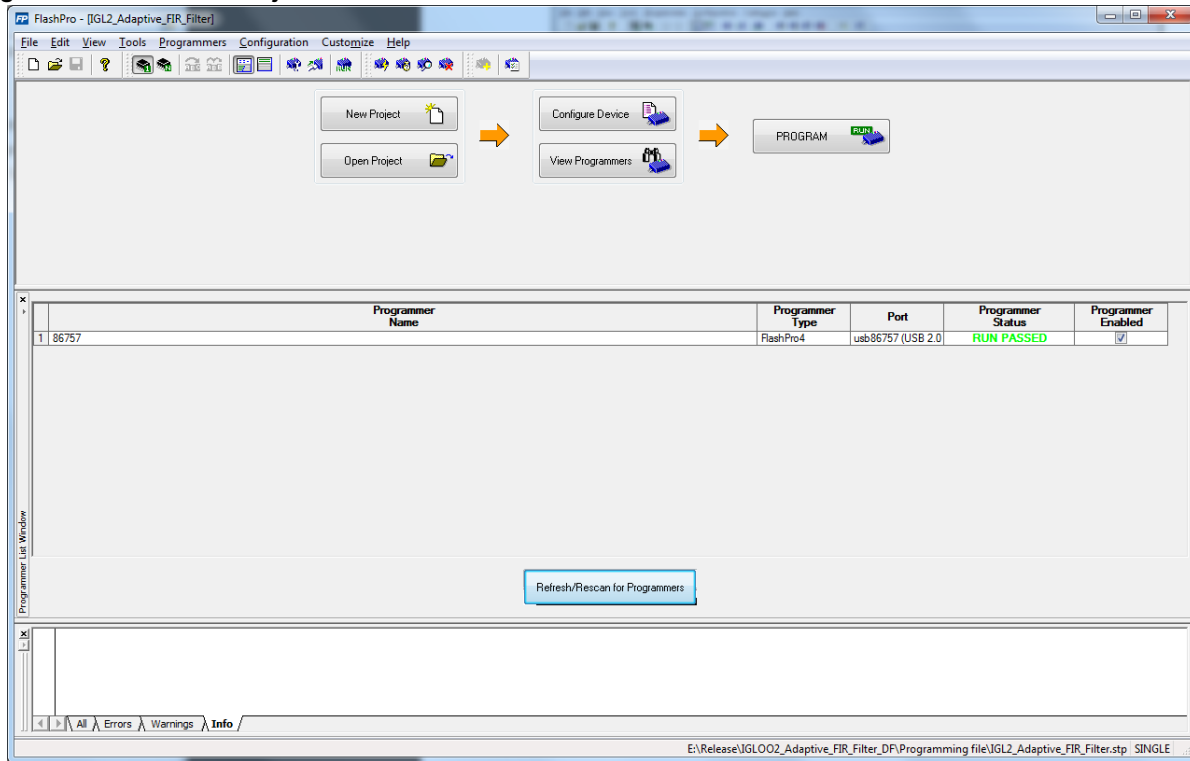 FlashPro - [IGL2_Adaptive_FIR_Filter]
File Edit View Tools Programmers Configuration Customize Help
New Project
Configure Device
PROGRAM
RUN
Open Project
View Programmers
Programmer Name
Programmer Type
Port
Programmer Status
Programmer Enabled
1 86757 FlashPro4 usb86757 (USB 2.0 RUN PASSED
Programmer List Window
Refresh/Rescan for Programmers
All Errors Warnings Info
E:\Release\IGLOO2_Adaptive_FIR_Filter_DF\Programming file\IGL2_Adaptive_FIR_Filter.stp SINGLE